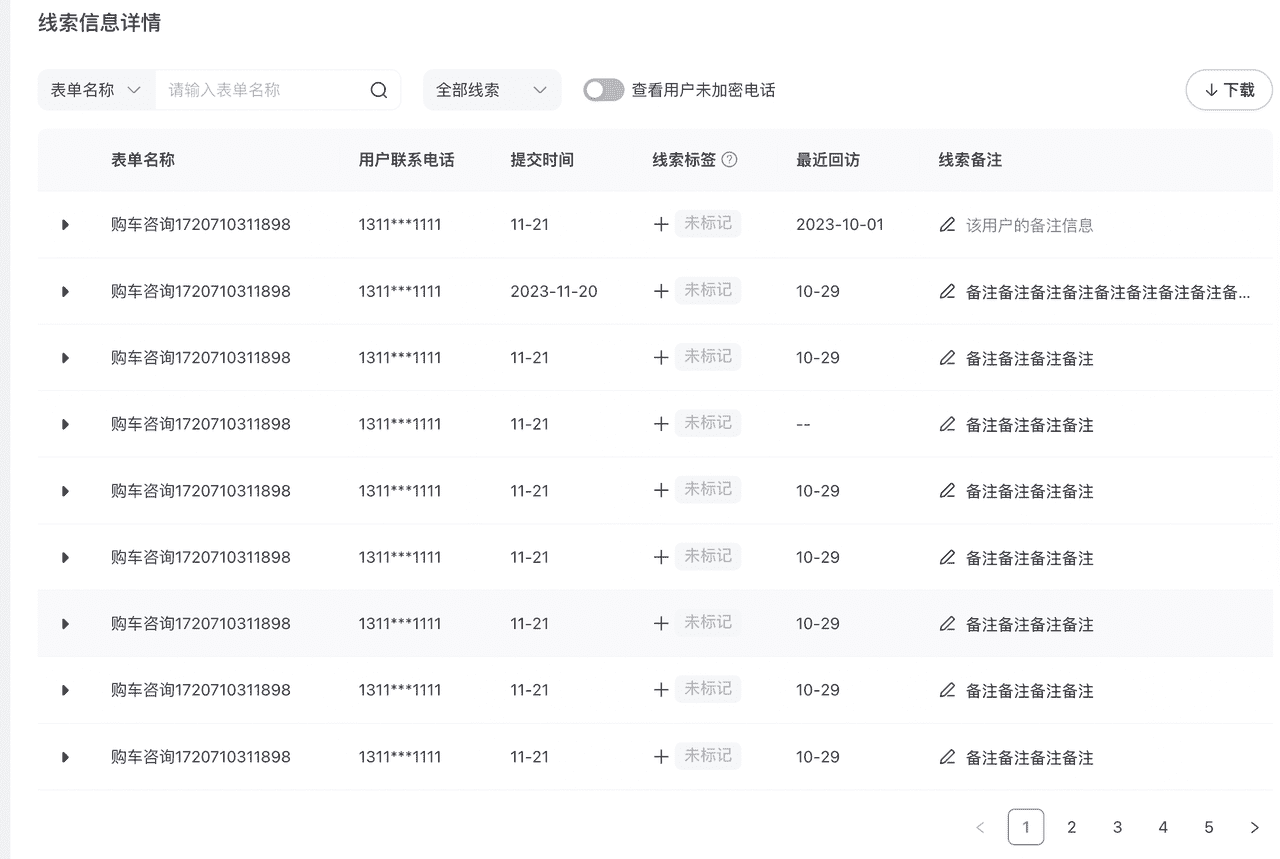 线索信息详情
表单名称 请输入表单名称 全部线索 查看用户未加密电话 下载
表单名称 用户联系电话 提交时间 线索标签 ? 最近回访 线索备注
购车咨询1720710311898 1311***1111 11-21 + 未标记 2023-10-01 该用户的备注信息
购车咨询1720710311898 1311***1111 2023-11-20 + 未标记 10-29 备注备注备注备注备注备注备注备注备...
购车咨询1720710311898 1311***1111 11-21 + 未标记 10-29 备注备注备注备注
购车咨询1720710311898 1311***1111 11-21 + 未标记 -- 备注备注备注备注
购车咨询1720710311898 1311***1111 11-21 + 未标记 10-29 备注备注备注备注
购车咨询1720710311898 1311***1111 11-21 + 未标记 10-29 备注备注备注备注
购车咨询1720710311898 1311***1111 11-21 + 未标记 10-29 备注备注备注备注
购车咨询1720710311898 1311***1111 11-21 + 未标记 10-29 备注备注备注备注
购车咨询1720710311898 1311***1111 11-21 + 未标记 10-29 备注备注备注备注
< 1 2 3 4 5 >